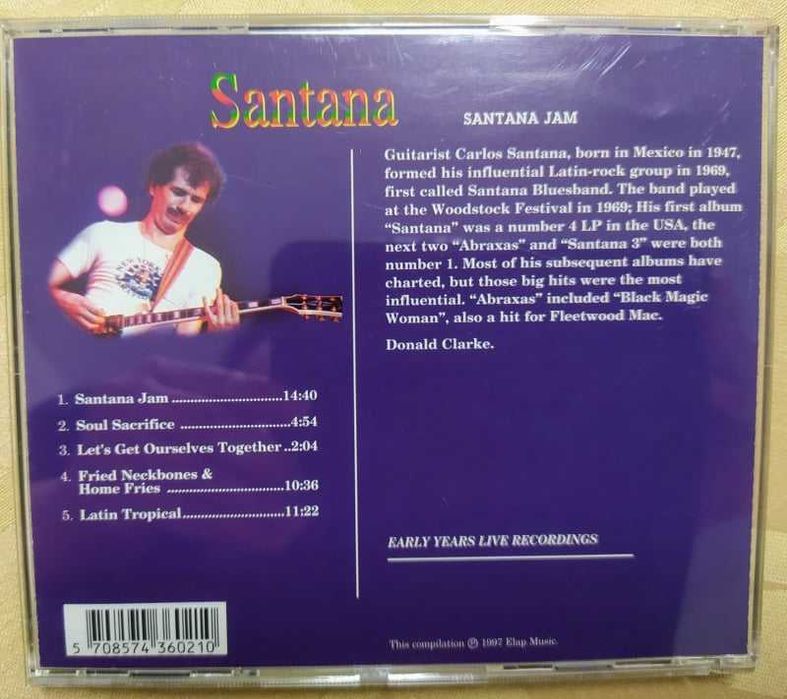 Santana
SANTANA JAM
Guitarist Carlos Santana, born in Mexico in 1947,
formed his influential Latin-rock group in 1969,
first called Santana Bluesband. The band played
at the Woodstock Festival in 1969; His first album
“Santana” was a number 4 LP in the USA, the
next two “Abraxas” and “Santana 3” were both
number 1. Most of his subsequent albums have
charted, but those big hits were the most
influential. “Abraxas” included “Black Magic
Woman”, also a hit for Fleetwood Mac.
Donald Clarke.
1. Santana Jam ..............................14:40
2. Soul Sacrifice ..............................4:54
3. Let's Get Ourselves Together ..2:04
4. Fried Neckbones &
Home Fries ................................10:36
5. Latin Tropical............................11:22
EARLY YEARS LIVE RECORDINGS
5 708574 360210
This compilation ℗ 1997 Elap Music.